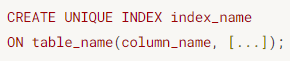 CREATE UNIQUE INDEX index_name
ON table_name(column_name, [...]);